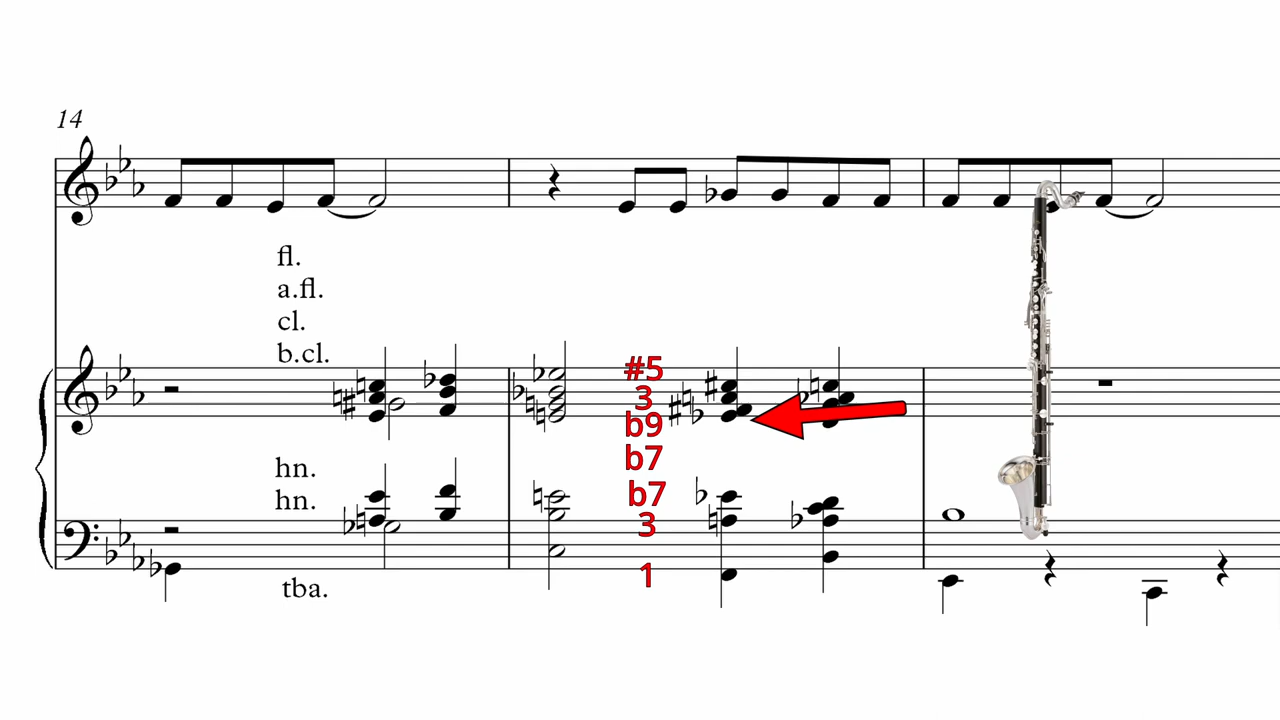 14
fl.
a.fl.
cl.
b.cl.
#5
3
b9
b7
hn.
b7
hn.
3
1
tba.